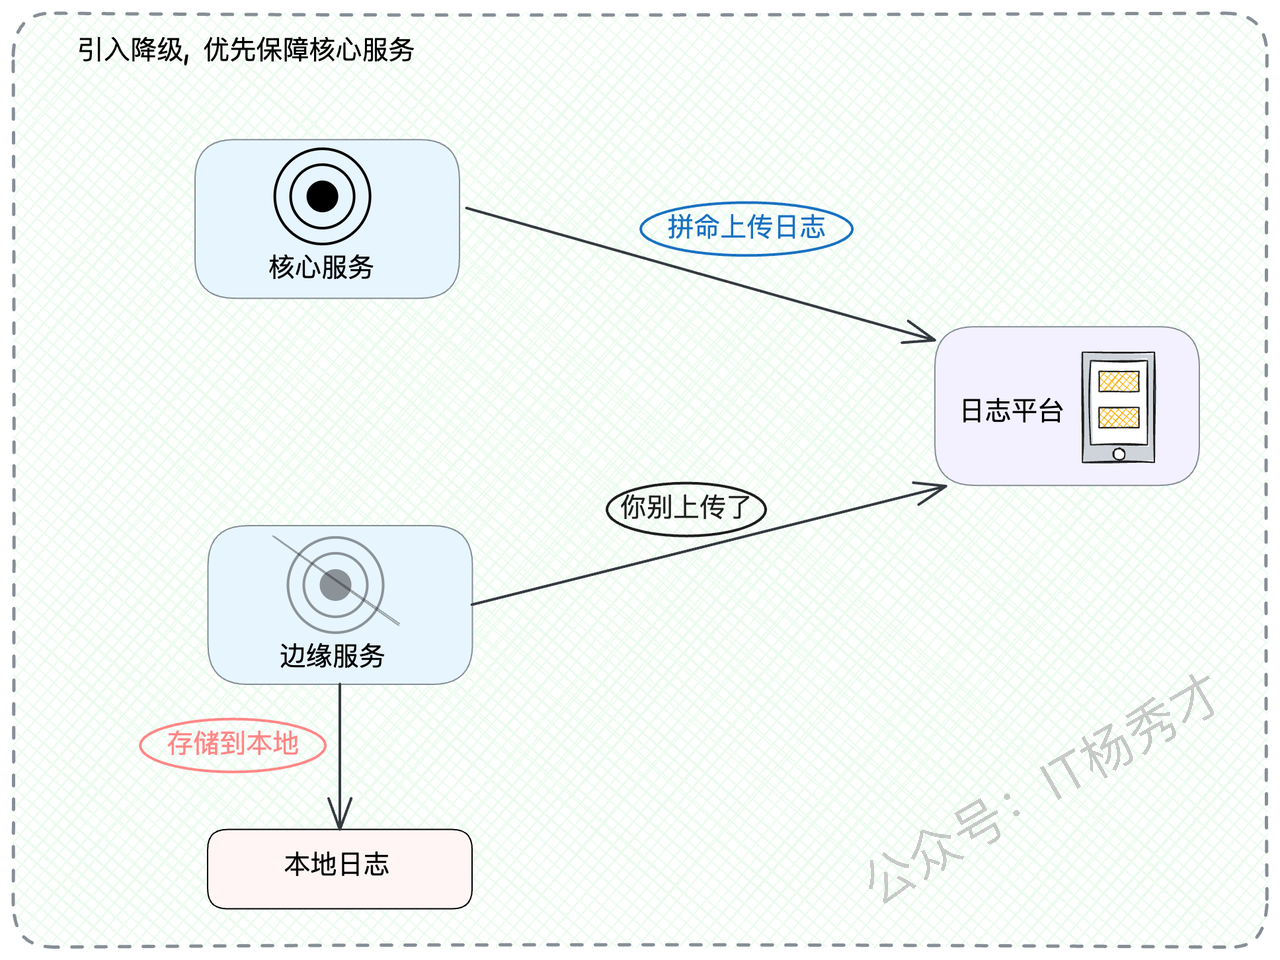 引入降级, 优先保障核心服务
核心服务
拼命上传日志
日志平台
你别上传了
边缘服务
存储到本地
本地日志
公众号：IT杨秀才